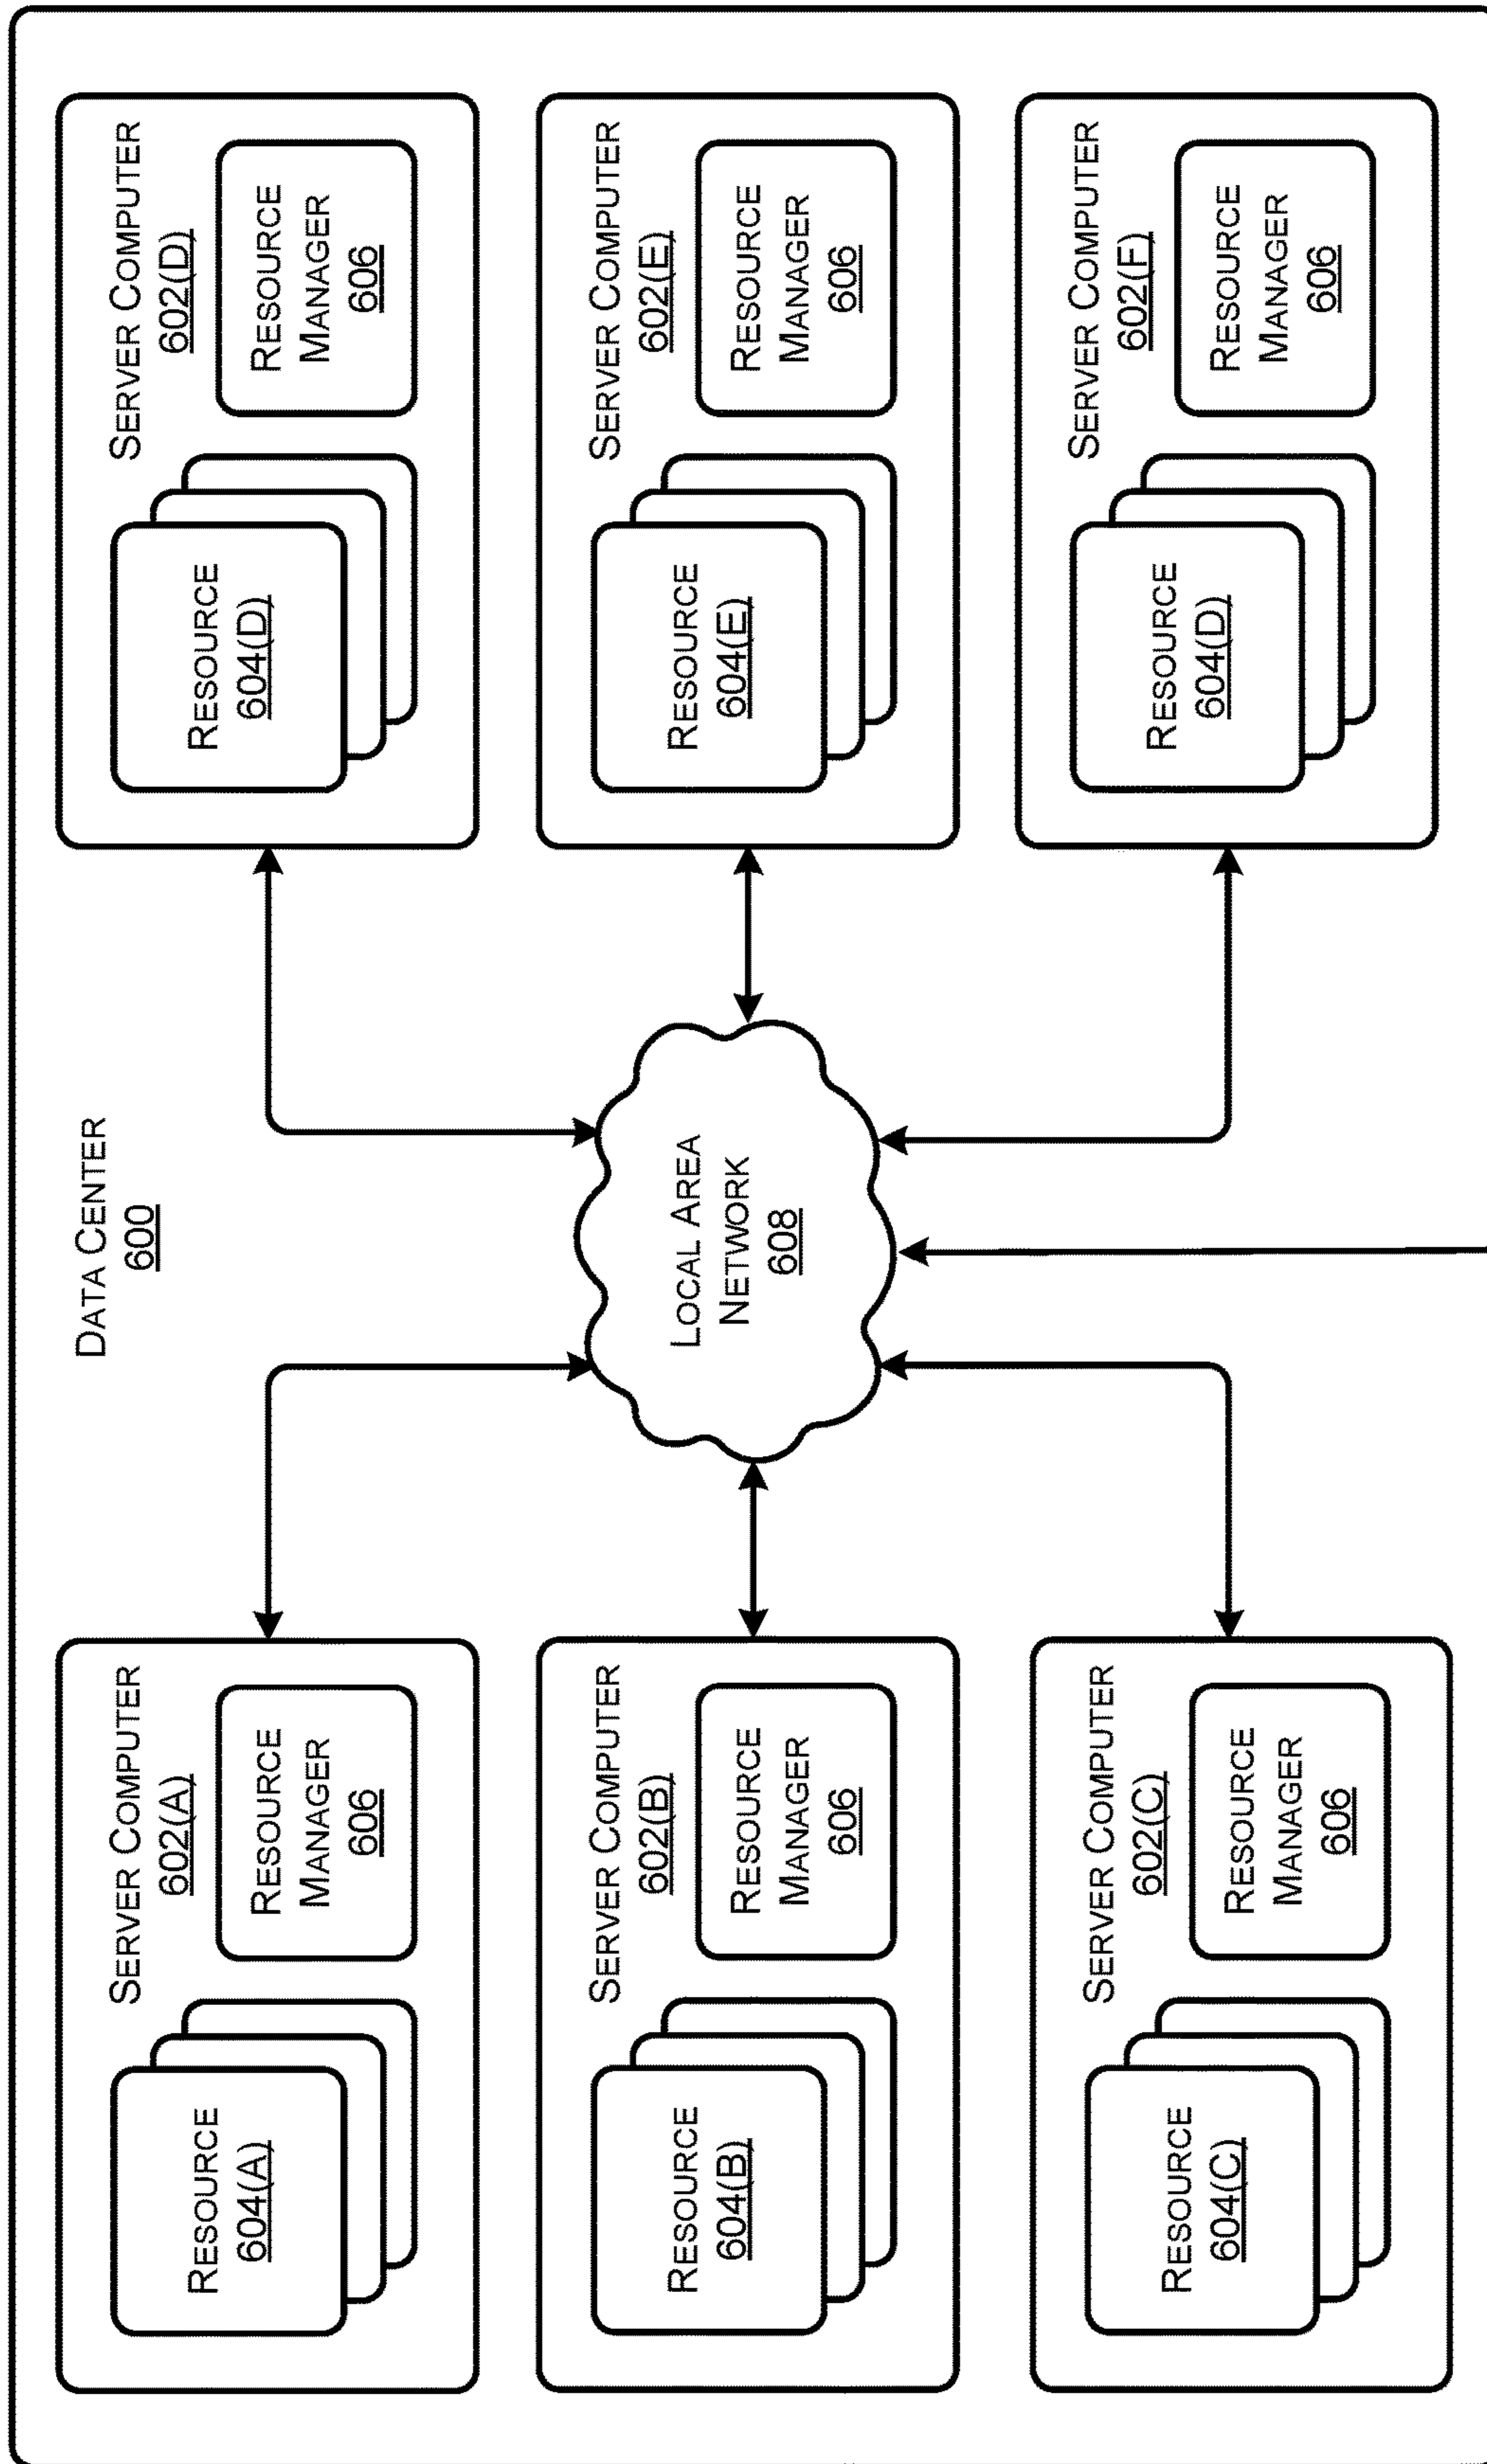 DATA CENTER
600
SERVER COMPUTER
602(A)
RESOURCE
604(A)
RESOURCE
MANAGER
606
SERVER COMPUTER
602(D)
RESOURCE
604(D)
RESOURCE
MANAGER
606
SERVER COMPUTER
602(B)
RESOURCE
604(B)
RESOURCE
MANAGER
606
LOCAL AREA
NETWORK
608
SERVER COMPUTER
602(E)
RESOURCE
604(E)
RESOURCE
MANAGER
606
SERVER COMPUTER
602(C)
RESOURCE
604(C)
RESOURCE
MANAGER
606
SERVER COMPUTER
602(F)
RESOURCE
604(D)
RESOURCE
MANAGER
606